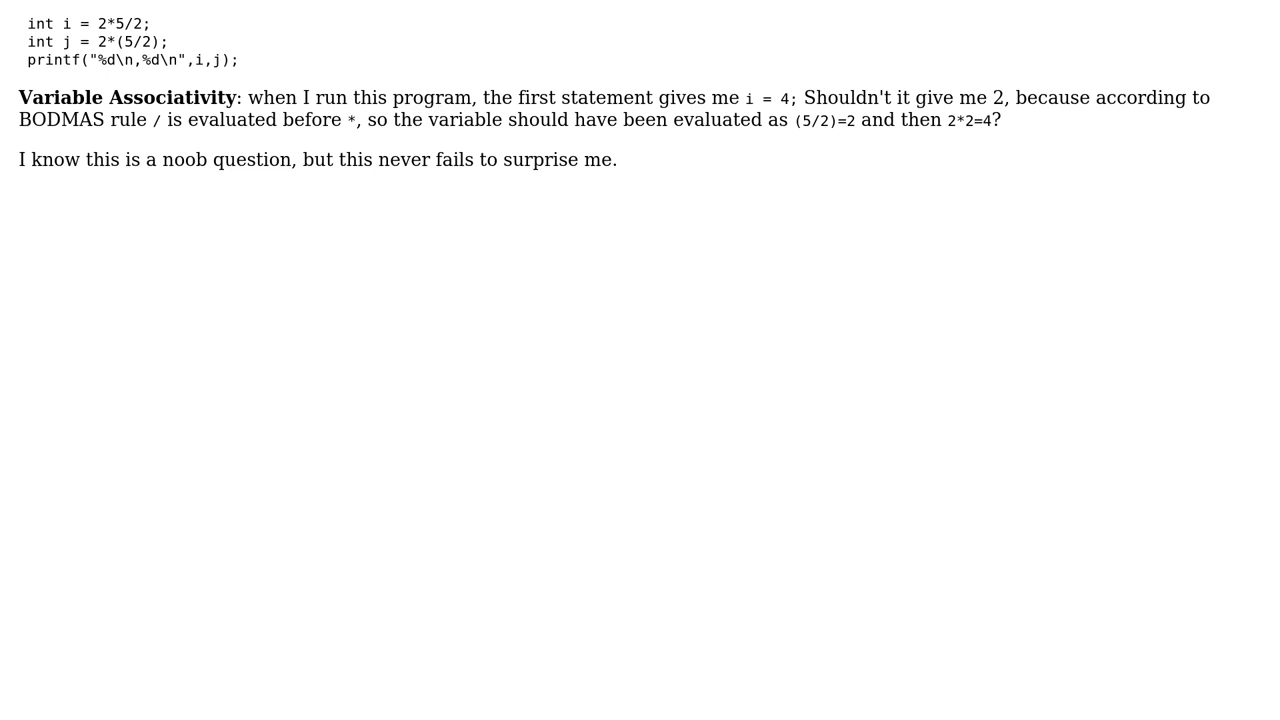 int i = 2*5/2;
int j = 2*(5/2);
printf("%d\n,%d\n",i,j);
Variable Associativity: when I run this program, the first statement gives me i = 4; Shouldn't it give me 2, because according to
BODMAS rule / is evaluated before *, so the variable should have been evaluated as (5/2)=2 and then 2*2=4?
I know this is a noob question, but this never fails to surprise me.